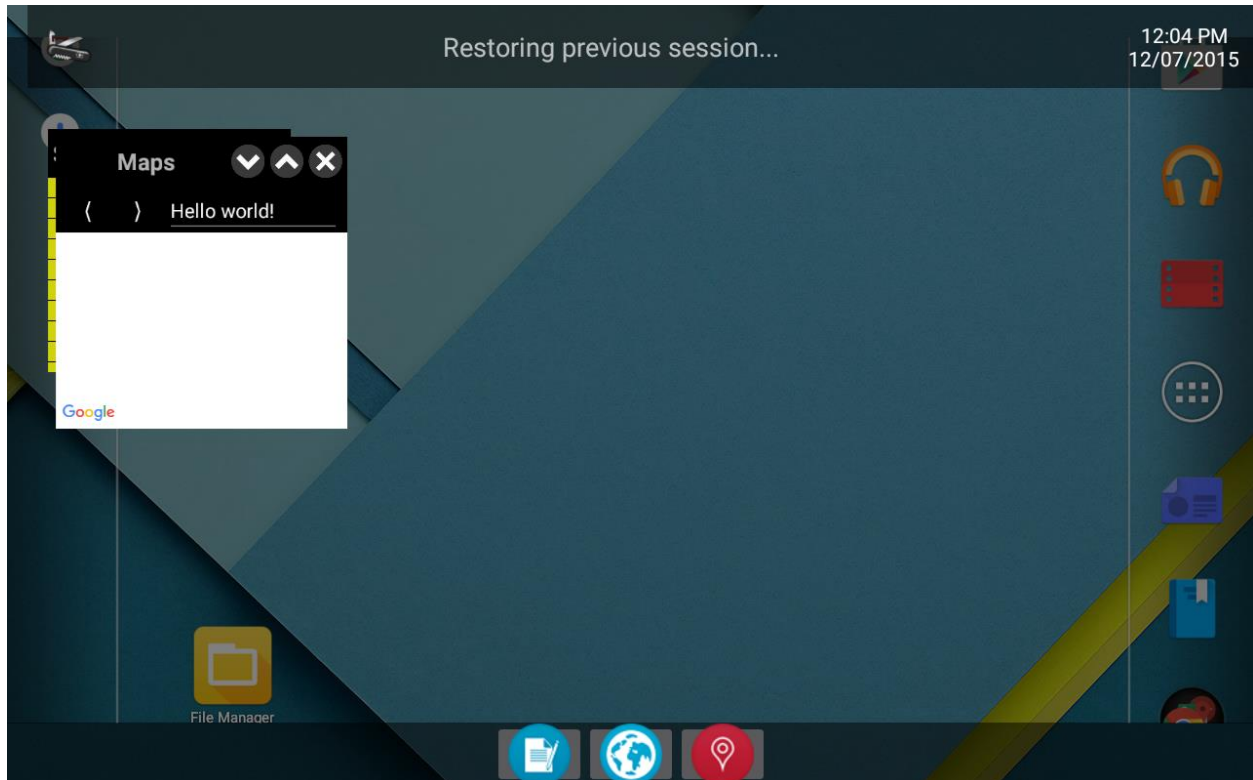 Restoring previous session...
12:04 PM
12/07/2015
Maps
Hello world!
Google
File Manager